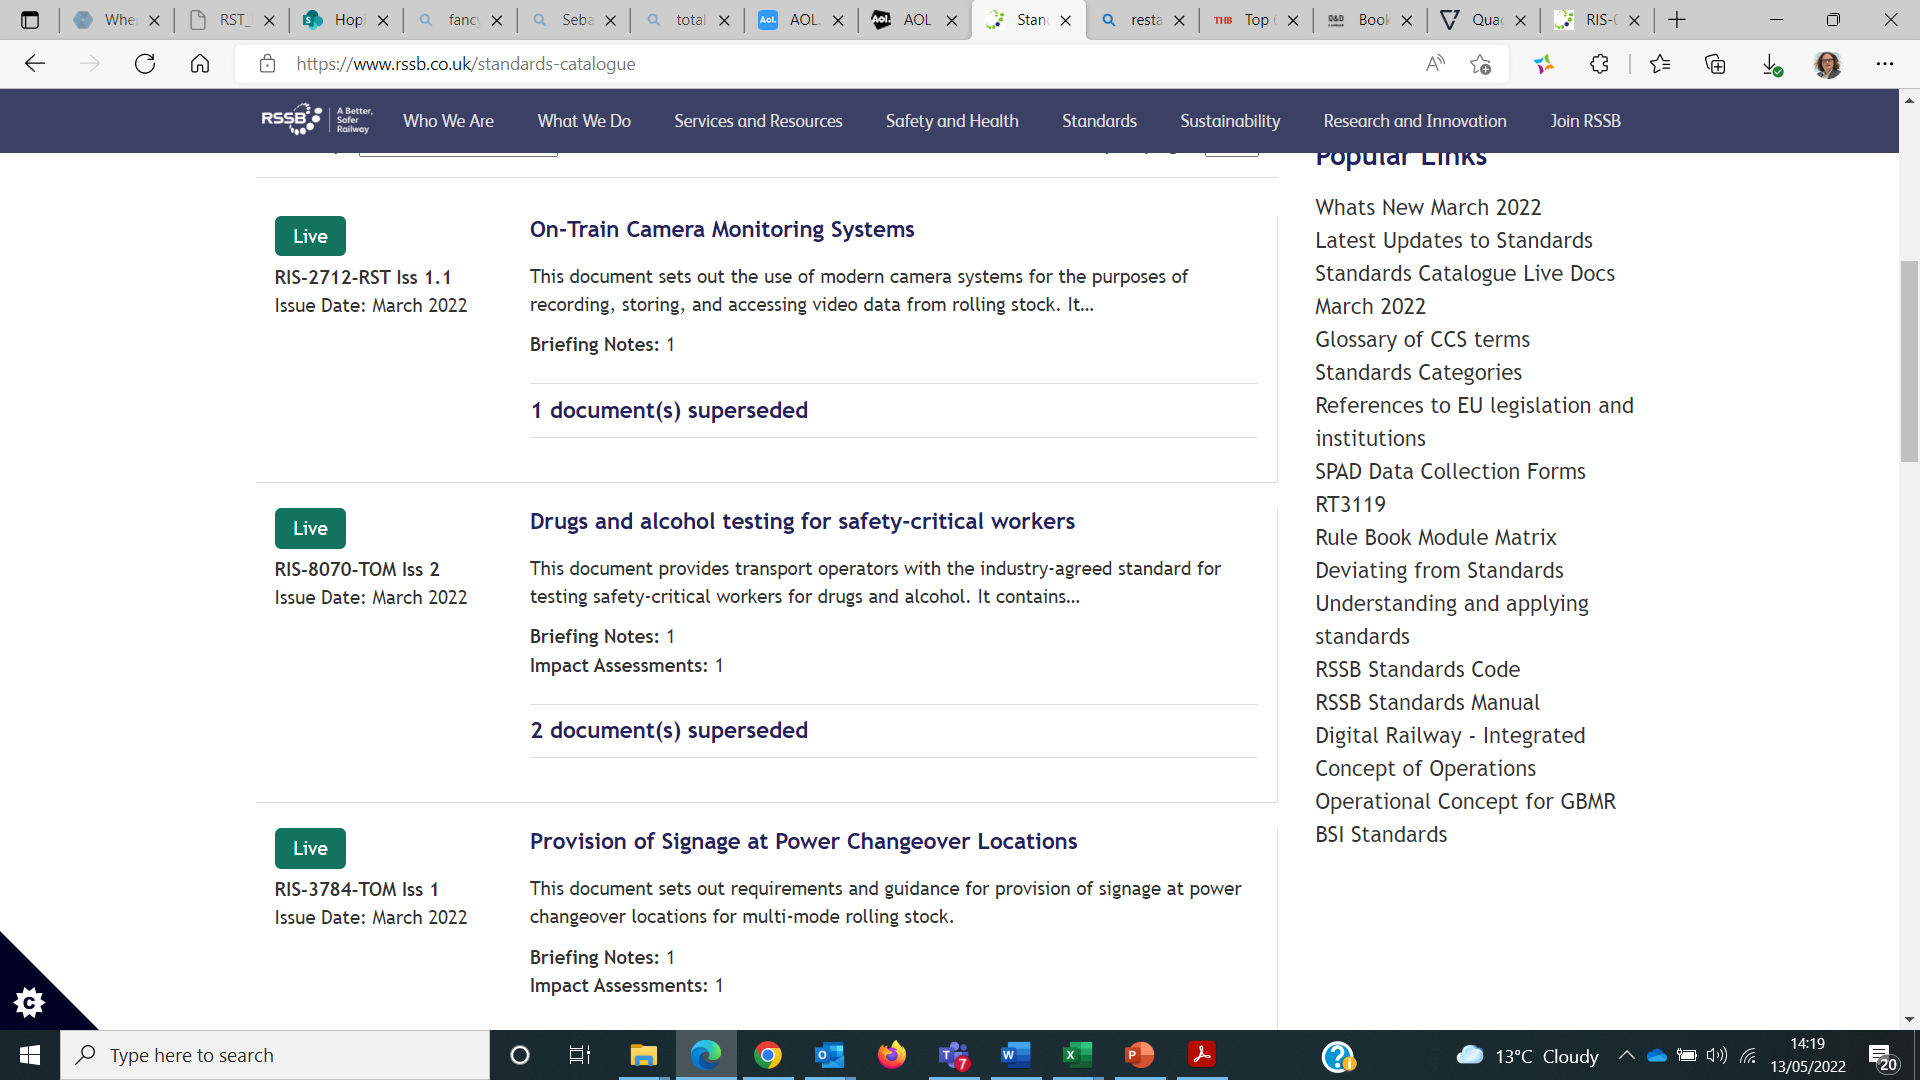 Whe
RST_
Hopi
fancy
Seba
total
AOL.
AOL
Stan
resta
Top
Book
Qua
RIS-
https://www.rssb.co.uk/standards-catalogue
RSSB
A Better,
Safer
Railway
Who We Are
What We Do
Services and Resources
Safety and Health
Standards
Sustainability
Research and Innovation
Join RSSB
Popular Links
Live
RIS-2712-RST Iss 1.1
Issue Date: March 2022
On-Train Camera Monitoring Systems
This document sets out the use of modern camera systems for the purposes of
recording, storing, and accessing video data from rolling stock. It...
Briefing Notes: 1
1 document(s) superseded
Live
RIS-8070-TOM Iss 2
Issue Date: March 2022
Drugs and alcohol testing for safety-critical workers
This document provides transport operators with the industry-agreed standard for
testing safety-critical workers for drugs and alcohol. It contains...
Briefing Notes: 1
Impact Assessments: 1
2 document(s) superseded
Live
RIS-3784-TOM Iss 1
Issue Date: March 2022
Provision of Signage at Power Changeover Locations
This document sets out requirements and guidance for provision of signage at power
changeover locations for multi-mode rolling stock.
Briefing Notes: 1
Impact Assessments: 1
Whats New March 2022
Latest Updates to Standards
Standards Catalogue Live Docs
March 2022
Glossary of CCS terms
Standards Categories
References to EU legislation and
institutions
SPAD Data Collection Forms
RT3119
Rule Book Module Matrix
Deviating from Standards
Understanding and applying
standards
RSSB Standards Code
RSSB Standards Manual
Digital Railway - Integrated
Concept of Operations
Operational Concept for GBMR
BSI Standards
Type here to search
7
13°C Cloudy
14:19
13/05/2022
20